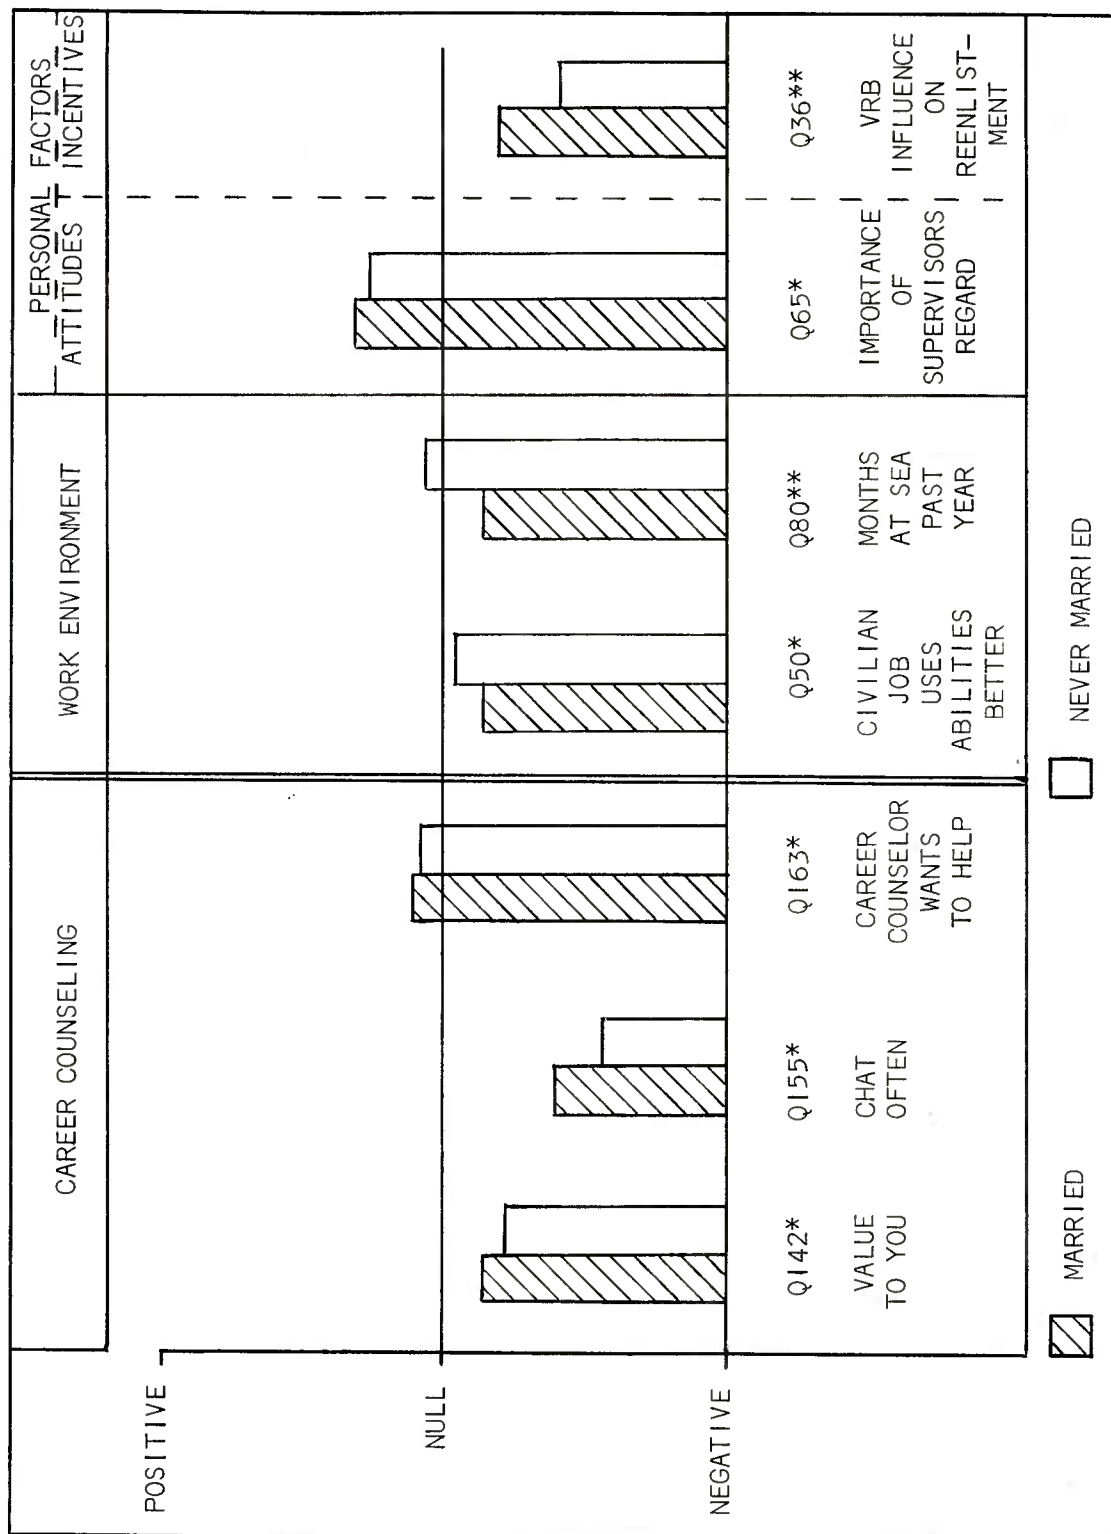 CAREER COUNSELING
WORK ENVIRONMENT
PERSONAL FACTORS
ATTITUDES
INCENTIVES
POSITIVE
NULL
NEGATIVE
Q142*
VALUE
TO YOU
Q155*
CHAT
OFTEN
Q163*
CAREER
COUNSELOR
WANTS
TO HELP
Q50*
CIVILIAN
JOB
USES
ABILITIES
BETTER
Q80**
MONTHS
AT SEA
PAST
YEAR
Q65*
IMPORTANCE
OF
SUPERVISORS
REGARD
Q36**
VRB
INFLUENCE
ON
REENLIST-
MENT
MARRIED
NEVER MARRIED